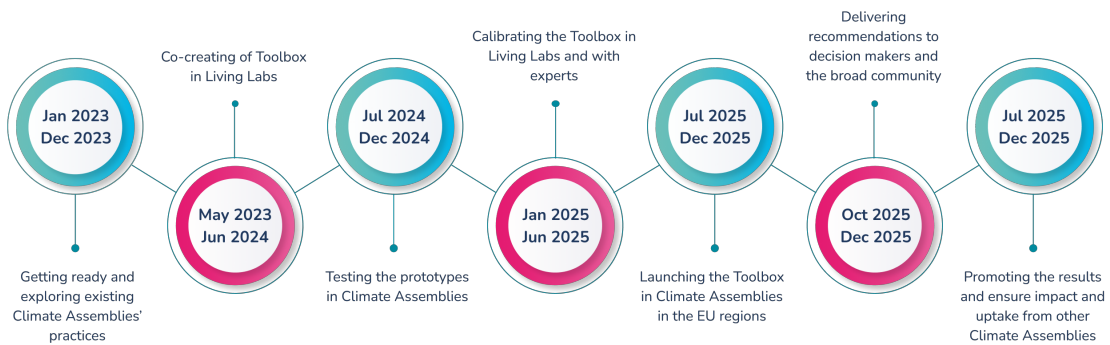 Jan 2023
Dec 2023
Getting ready and
exploring existing
Climate Assemblies’
practices
Co-creating of Toolbox
in Living Labs
May 2023
Jun 2024
Jul 2024
Dec 2024
Testing the prototypes
in Climate Assemblies
Calibrating the Toolbox in
Living Labs and with
experts
Jan 2025
Jun 2025
Jul 2025
Dec 2025
Launching the Toolbox
in Climate Assemblies
in the EU regions
Delivering
recommendations to
decision makers and
the broad community
Oct 2025
Dec 2025
Jul 2025
Dec 2025
Promoting the results
and ensure impact and
uptake from other
Climate Assemblies